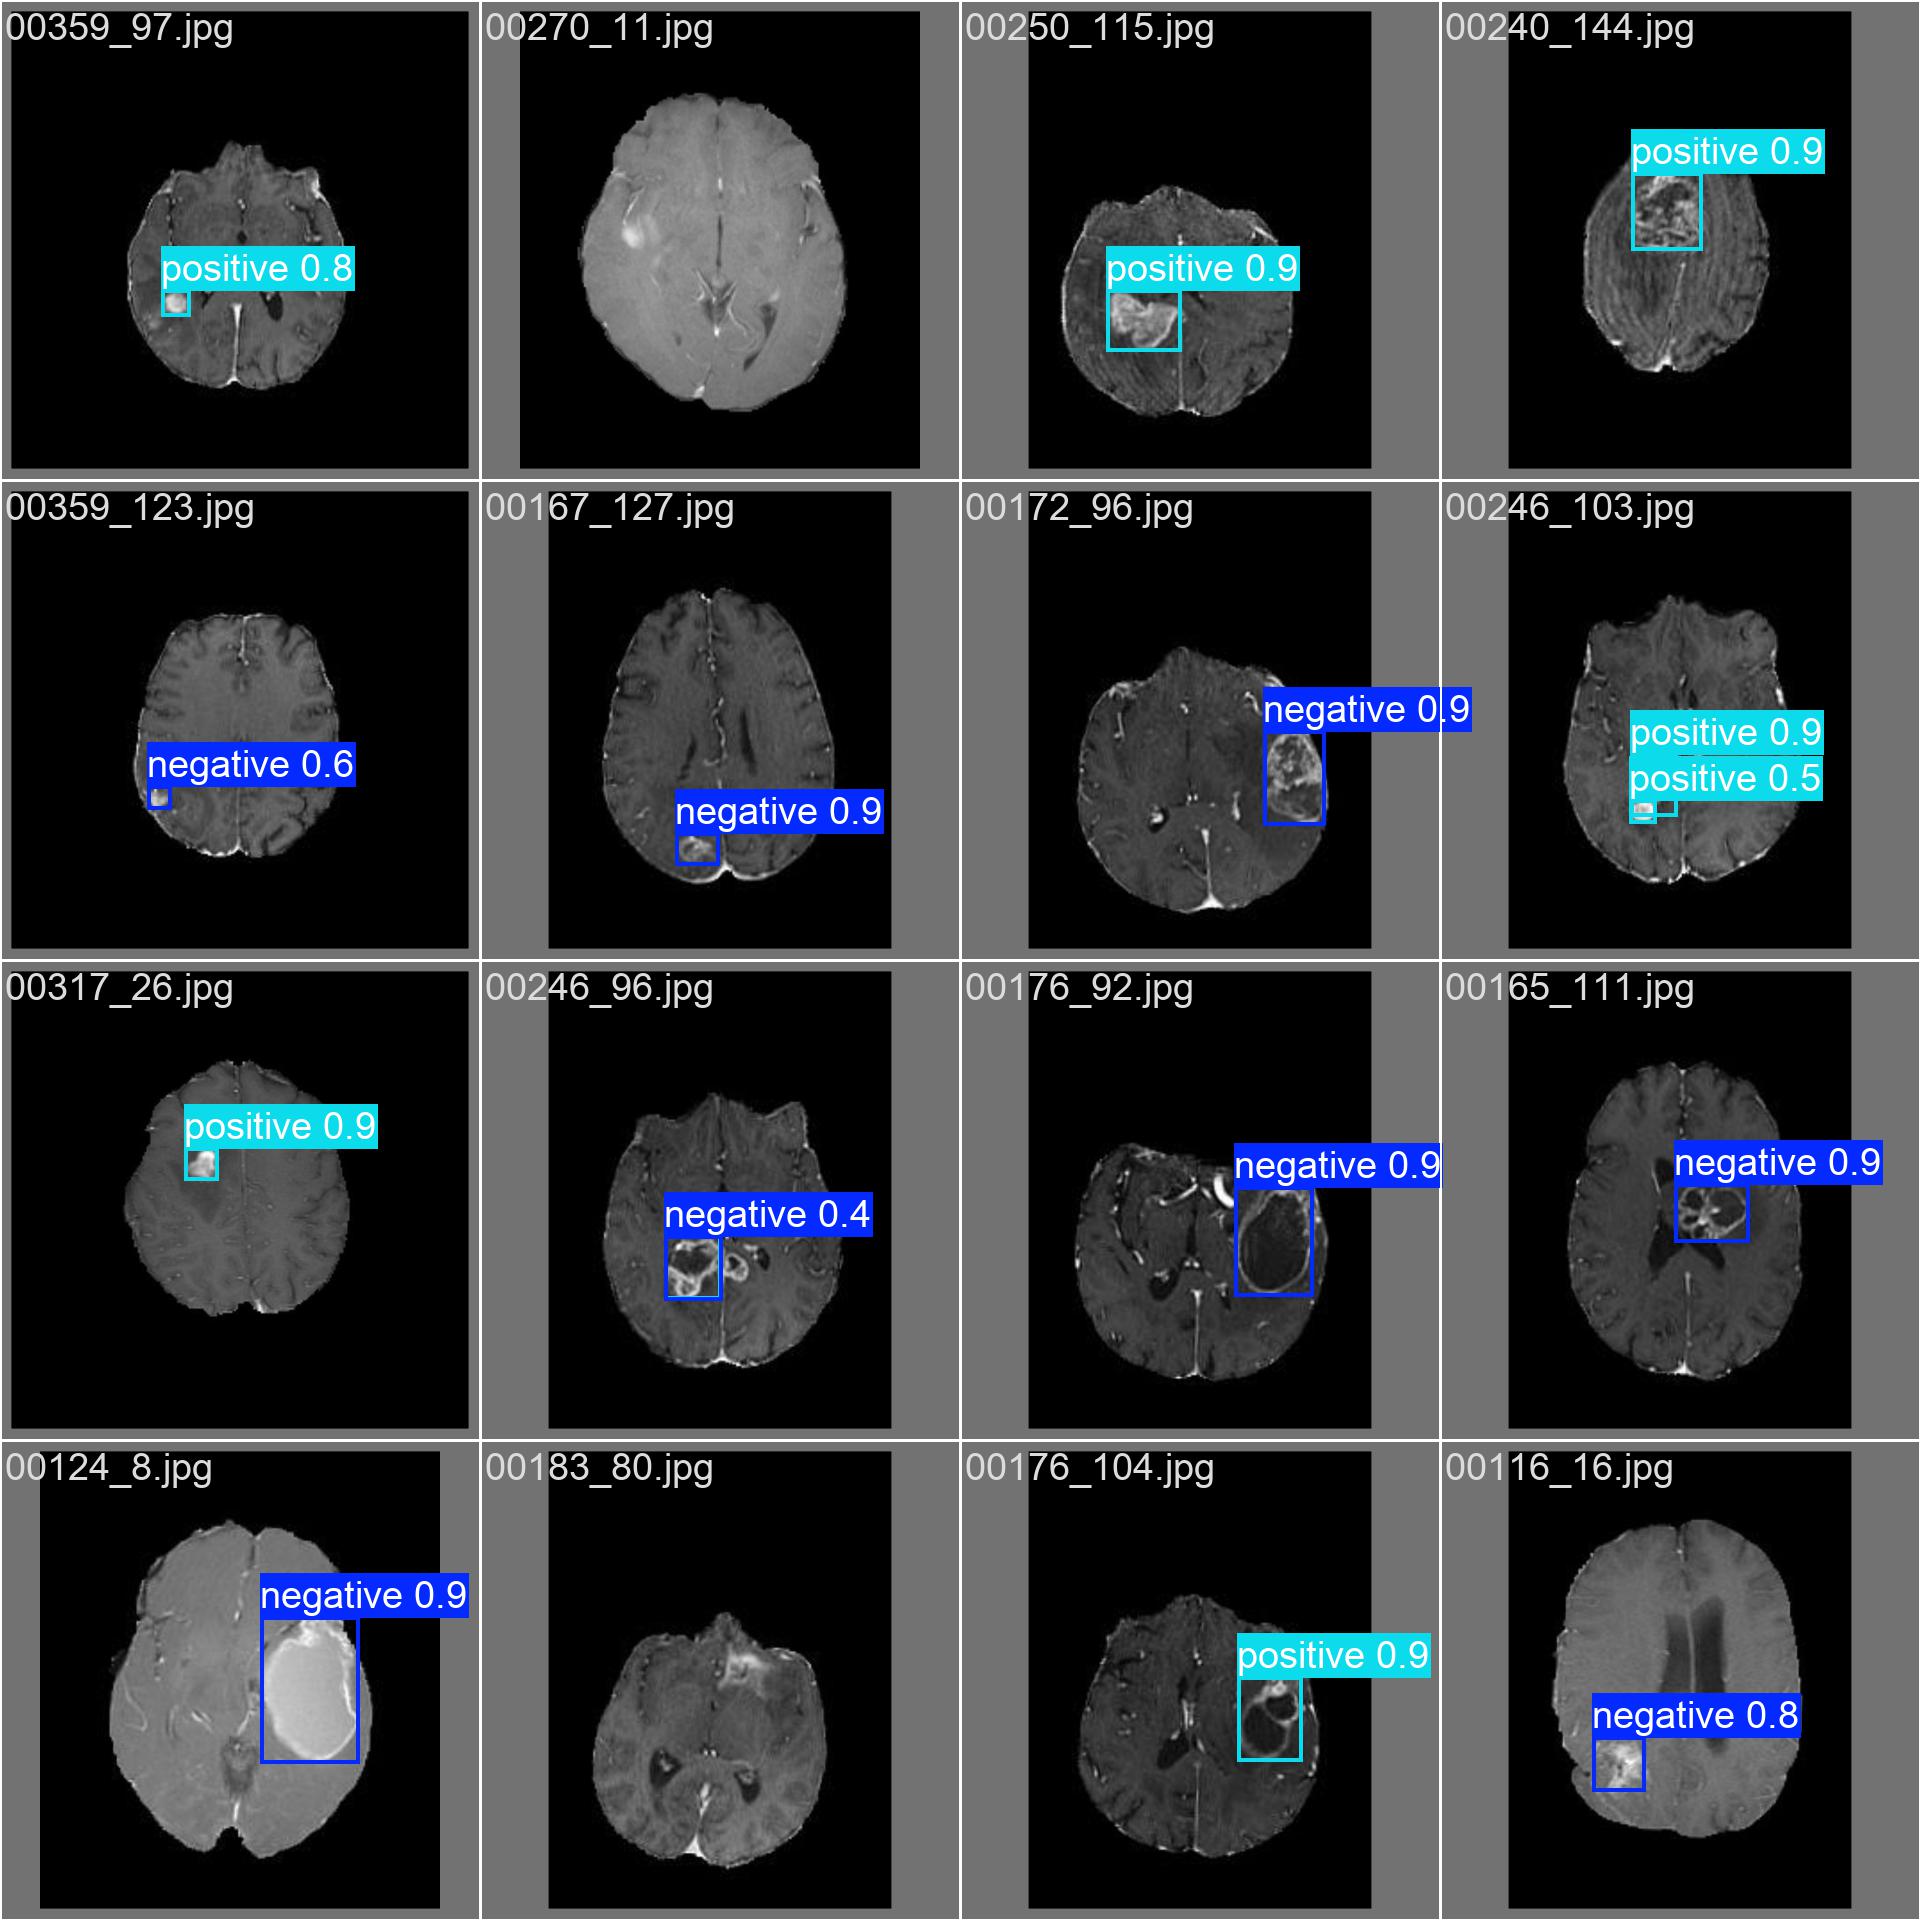 00359_97.jpg
positive 0.8
00270_11.jpg
00250_115.jpg
positive 0.9
00240_144.jpg
positive 0.9
00359_123.jpg
negative 0.6
00167_127.jpg
negative 0.9
00172_96.jpg
negative 0.9
00246_103.jpg
positive 0.9
positive 0.5
00317_26.jpg
positive 0.9
00246_96.jpg
negative 0.4
00176_92.jpg
negative 0.9
00165_111.jpg
negative 0.9
00124_8.jpg
negative 0.9
00183_80.jpg
00176_104.jpg
positive 0.9
00116_16.jpg
negative 0.8